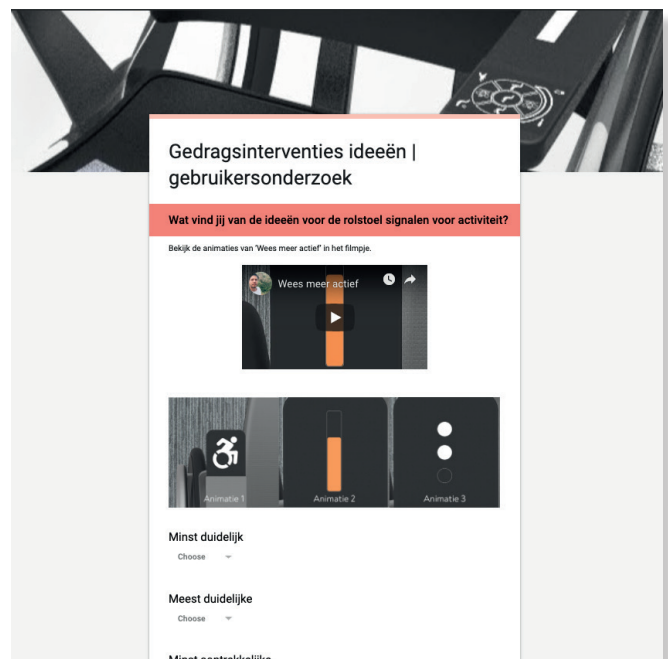 Gedragsinterventies ideeën |
gebruikersonderzoek
Wat vind jij van de ideeën voor de rolstoel signalen voor activiteit?
Bekijk de animaties van 'Wees meer actief' in het filmpje.
Wees meer actief
Animatie 1 Animatie 2 Animatie 3
Minst duidelijk
Choose
Meest duidelijke
Choose
Minst aantrekkelijke